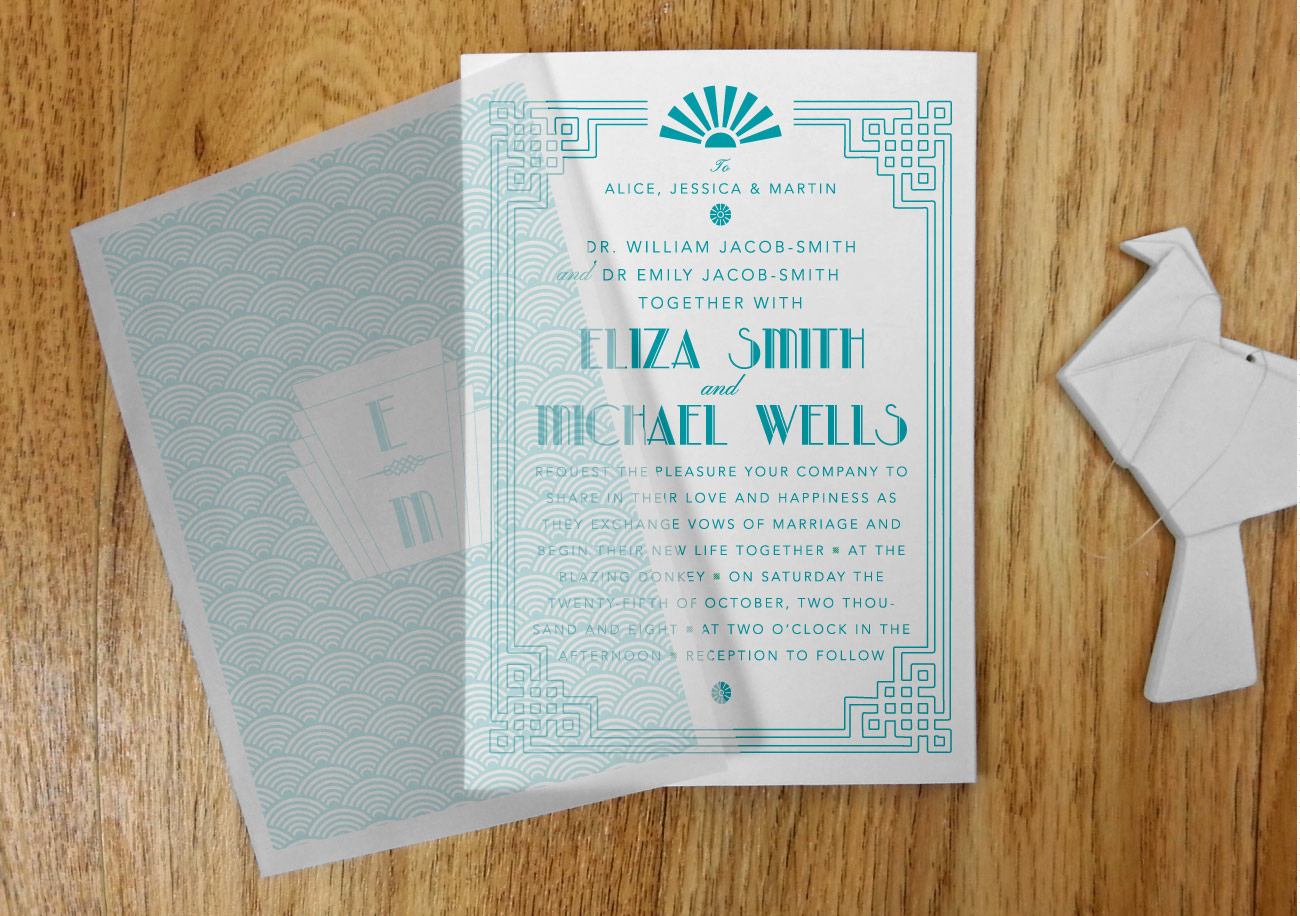 E
M
To
ALICE, JESSICA & MARTIN
DR. WILLIAM JACOB-SMITH
and DR EMILY JACOB-SMITH
TOGETHER WITH
ELIZA SMITH
and
MICHAEL WELLS
REQUEST THE PLEASURE YOUR COMPANY TO
SHARE IN THEIR LOVE AND HAPPINESS AS
THEY EXCHANGE VOWS OF MARRIAGE AND
BEGIN THEIR NEW LIFE TOGETHER ▪ AT THE
BLAZING DONKEY ▪ ON SATURDAY THE
TWENTY-FIFTH OF OCTOBER, TWO THOU-
SAND AND EIGHT ▪ AT TWO O'CLOCK IN THE
AFTERNOON ▪ RECEPTION TO FOLLOW